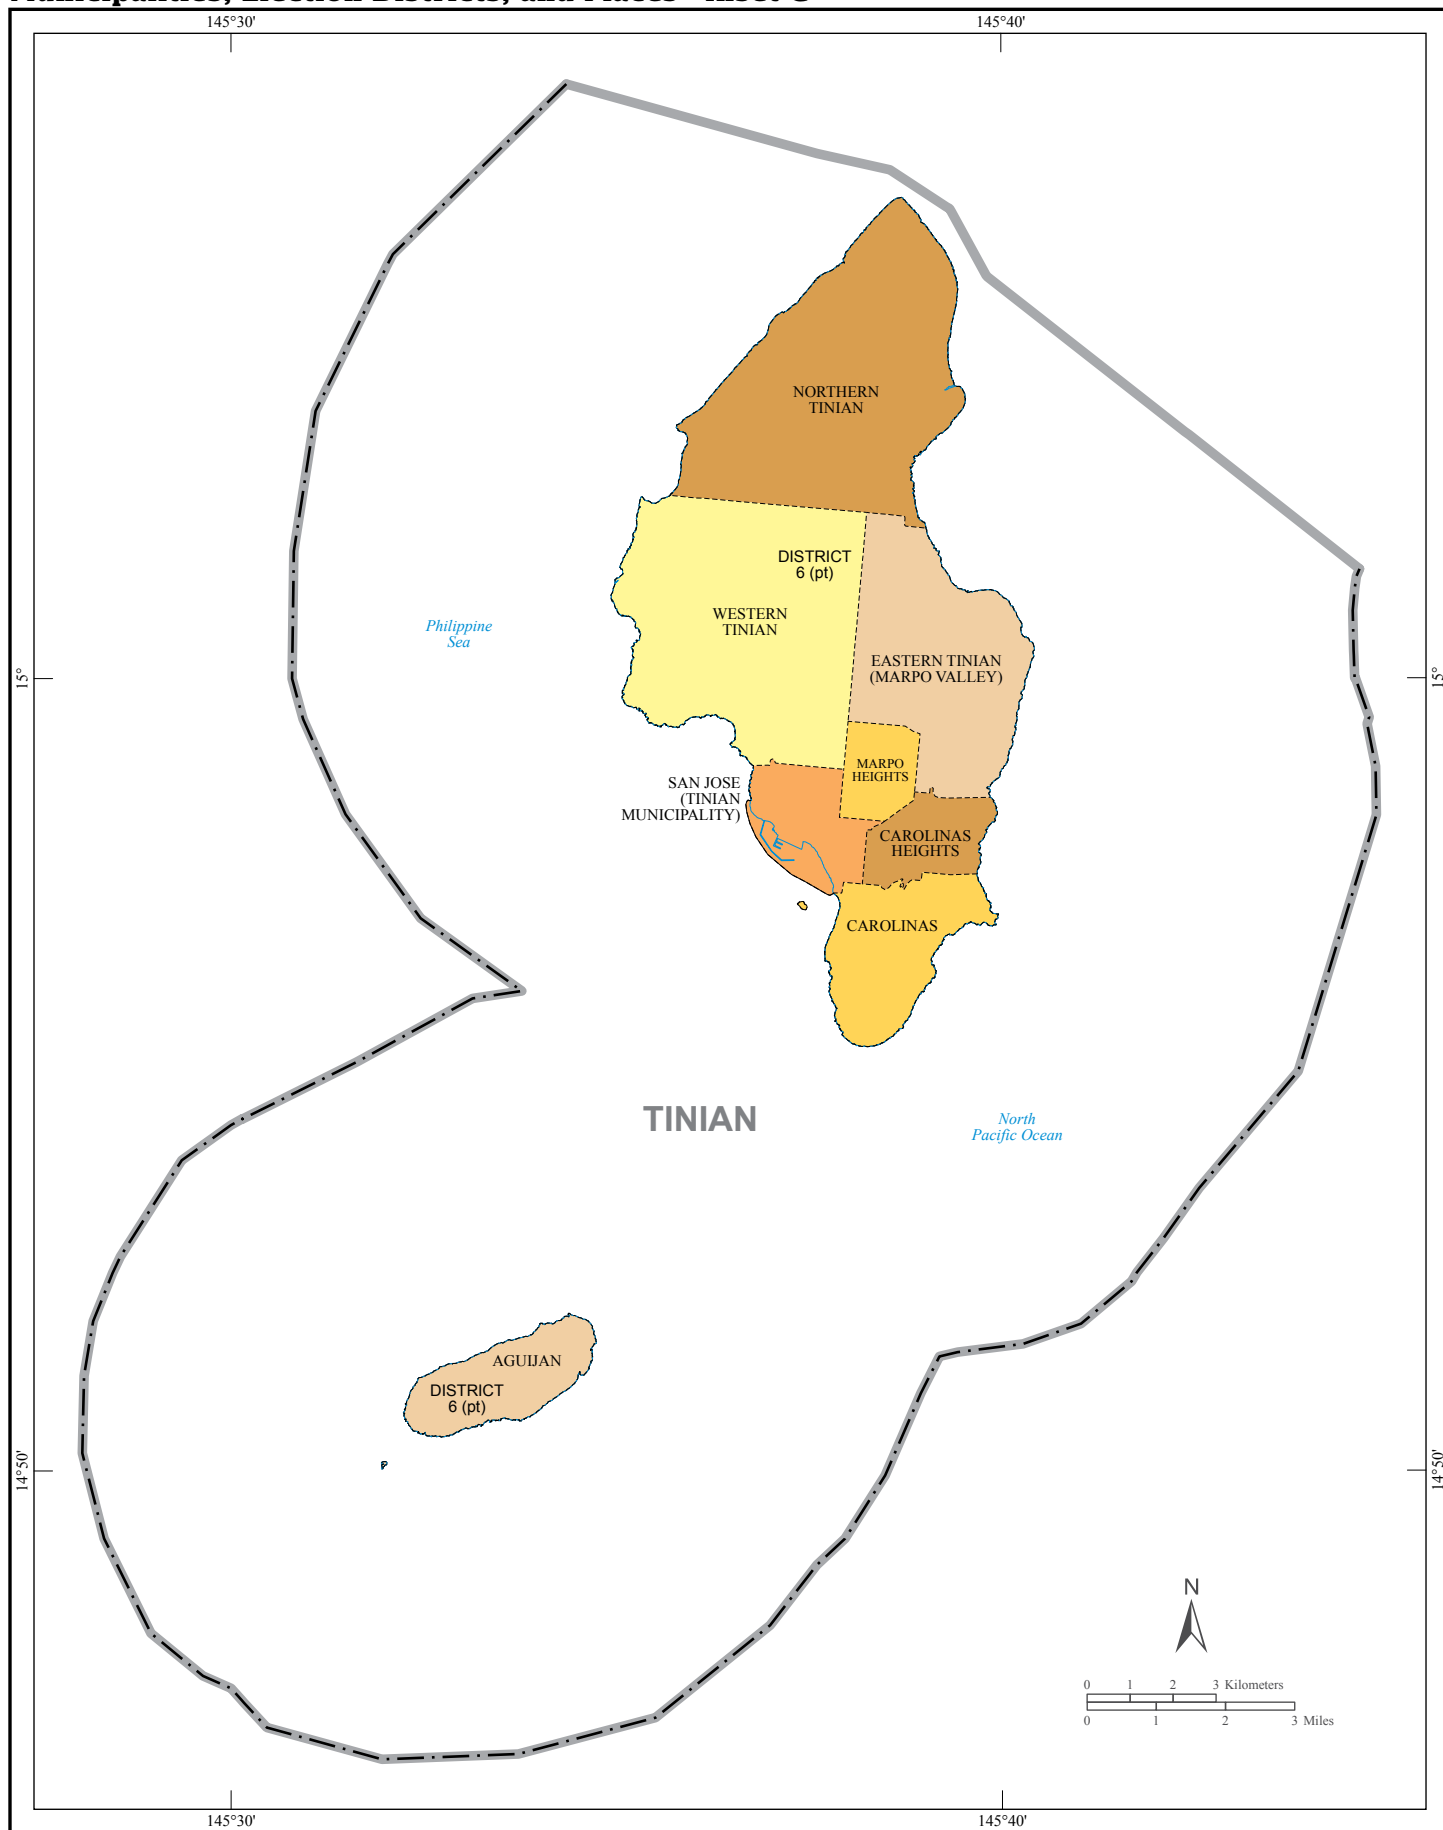 145°30'
145°40'
NORTHERN
TINIAN
DISTRICT
6 (pt)
WESTERN
TINIAN
Philippine
Sea
EASTERN TINIAN
(MARPO VALLEY)
15°
15°
MARPO
HEIGHTS
SAN JOSE
(TINIAN
MUNICIPALITY)
CAROLINAS
HEIGHTS
CAROLINAS
TINIAN
North
Pacific Ocean
AGUIJAN
DISTRICT
6 (pt)
14°50'
14°50'
N
0 1 2 3 Kilometers
0 1 2 3 Miles
145°30'
145°40'